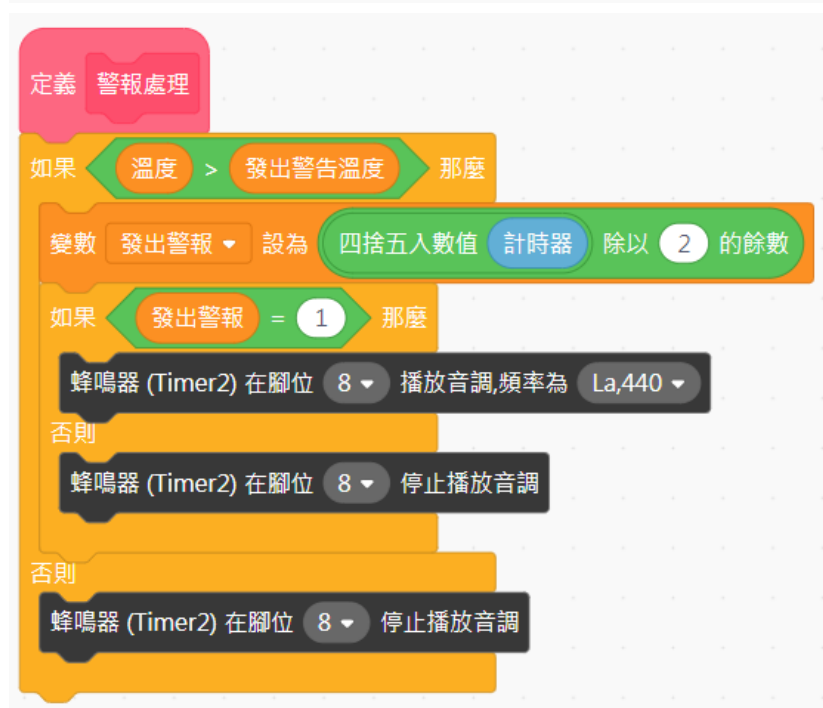 定義 警報處理
如果 溫度 > 發出警告溫度 那麼
變數 發出警報 設為 四捨五入數值 計時器 除以 2 的餘數
如果 發出警報 = 1 那麼
蜂鳴器 (Timer2) 在腳位 8 播放音調,頻率為 La,440
否則
蜂鳴器 (Timer2) 在腳位 8 停止播放音調
否則
蜂鳴器 (Timer2) 在腳位 8 停止播放音調